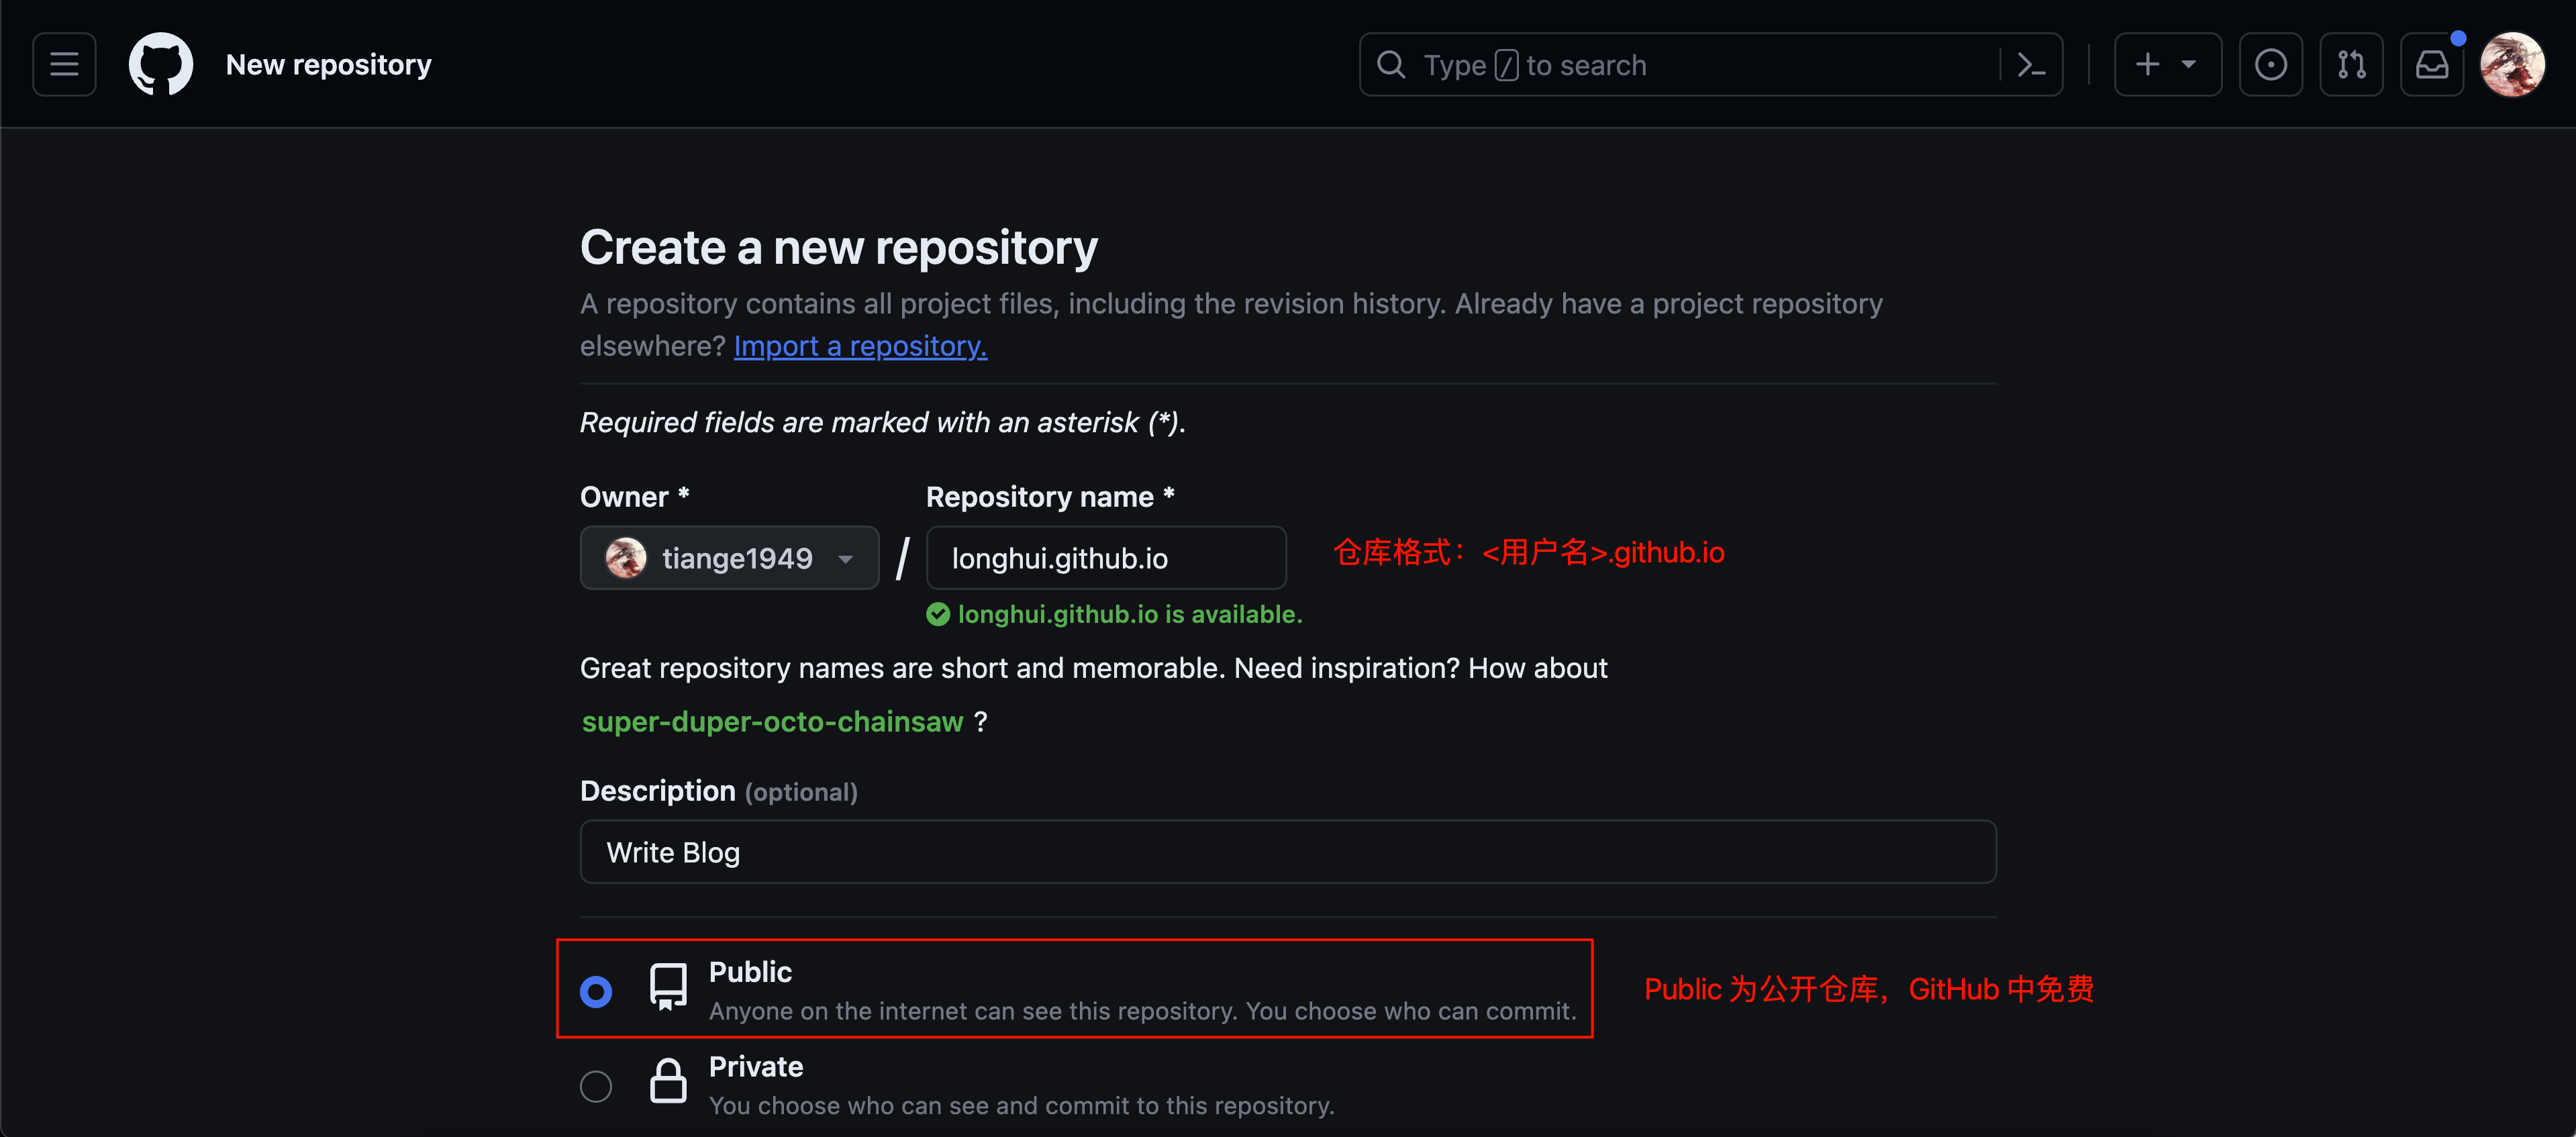 New repository
Type / to search
Create a new repository
A repository contains all project files, including the revision history. Already have a project repository
elsewhere? Import a repository.
Required fields are marked with an asterisk (*).
Owner *
Repository name *
tiange1949
/
longhui.github.io
仓库格式：<用户名>.github.io
longhui.github.io is available.
Great repository names are short and memorable. Need inspiration? How about
super-duper-octo-chainsaw ?
Description (optional)
Write Blog
Public
Anyone on the internet can see this repository. You choose who can commit.
Public 为公开仓库，GitHub 中免费
Private
You choose who can see and commit to this repository.